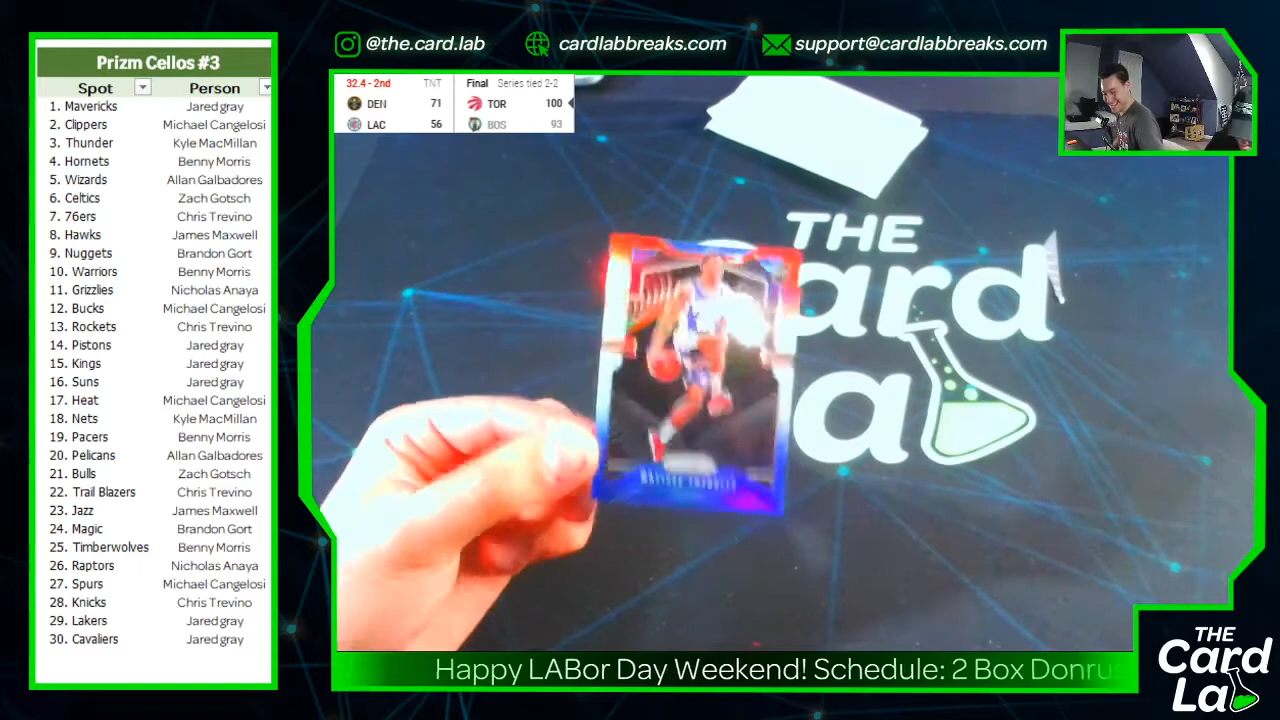 @the.card.lab
cardlabbreaks.com
support@cardlabbreaks.com
Prizm Cellos #3
Spot Person
1. Mavericks Jared gray
2. Clippers Michael Cangelosi
3. Thunder Kyle MacMillan
4. Hornets Benny Morris
5. Wizards Allan Galbadores
6. Celtics Zach Gotsch
7. 76ers Chris Trevino
8. Hawks James Maxwell
9. Nuggets Brandon Gort
10. Warriors Benny Morris
11. Grizzlies Nicholas Anaya
12. Bucks Michael Cangelosi
13. Rockets Chris Trevino
14. Pistons Jared gray
15. Kings Jared gray
16. Suns Jared gray
17. Heat Michael Cangelosi
18. Nets Kyle MacMillan
19. Pacers Benny Morris
20. Pelicans Allan Galbadores
21. Bulls Zach Gotsch
22. Trail Blazers Chris Trevino
23. Jazz James Maxwell
24. Magic Brandon Gort
25. Timberwolves Benny Morris
26. Raptors Nicholas Anaya
27. Spurs Michael Cangelosi
28. Knicks Chris Trevino
29. Lakers Jared gray
30. Cavaliers Jared gray
32.4 - 2nd TNT
DEN 71
LAC 56
Final Series tied 2-2
TOR 100
BOS 93
THE
Card
La
Happy LABor Day Weekend! Schedule: 2 Box Donrus
THE
Card
La